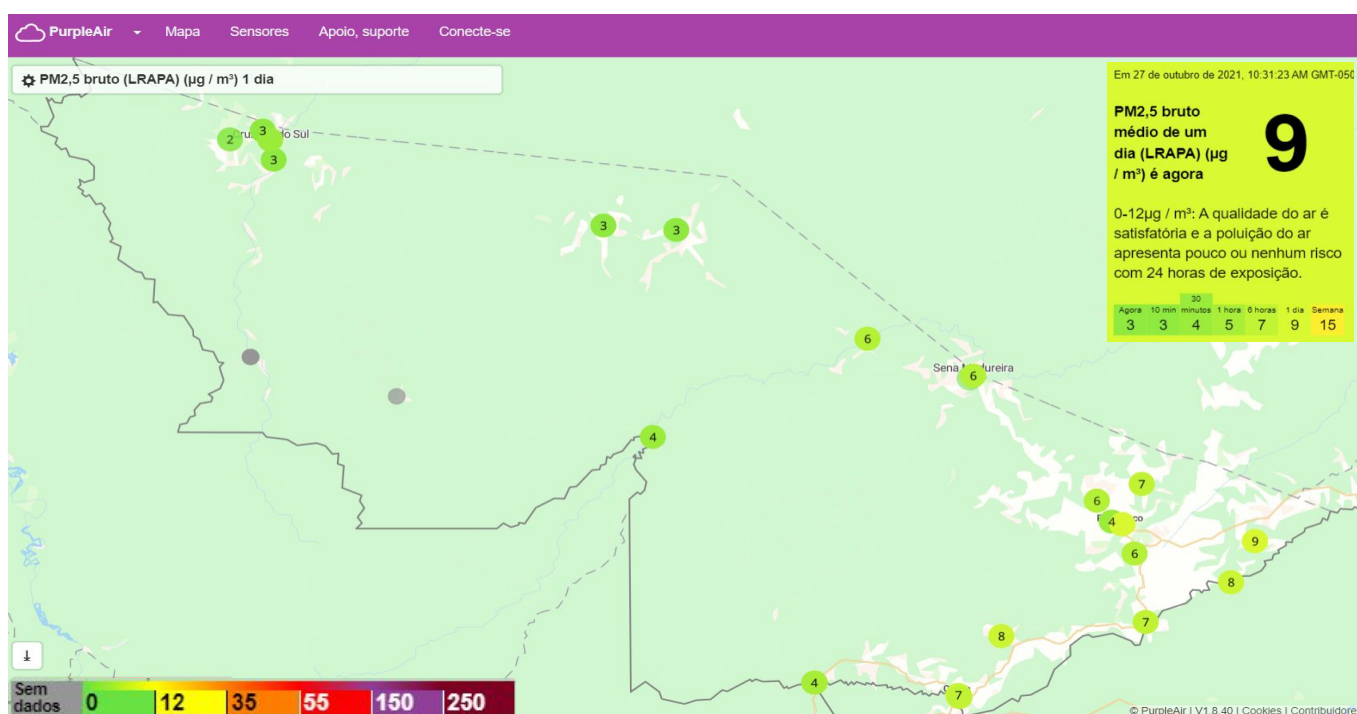 PurpleAir Mapa Sensores Apoio, suporte Conecte-se
PM2,5 bruto (LRAPA) (µg / m³) 1 dia
Em 27 de outubro de 2021, 10:31:23 AM GMT-050
PM2,5 bruto
médio de um
dia (LRAPA) (µg
/ m³) é agora
9
0-12µg / m³: A qualidade do ar é
satisfatória e a poluição do ar
apresenta pouco ou nenhum risco
com 24 horas de exposição.
Agora 10 min 30 minutos 1 hora 6 horas 1 dia Semana
3 3 4 5 7 9 15
2 3 o Sul
3
3 3
6
Sena 6 ureira
4
7
6
4 co
9
6
8
7
8
4
7
Sem
dados 0 12 35 55 150 250
© PurpleAir | V1.8.40 | Cookies | Contribuidore